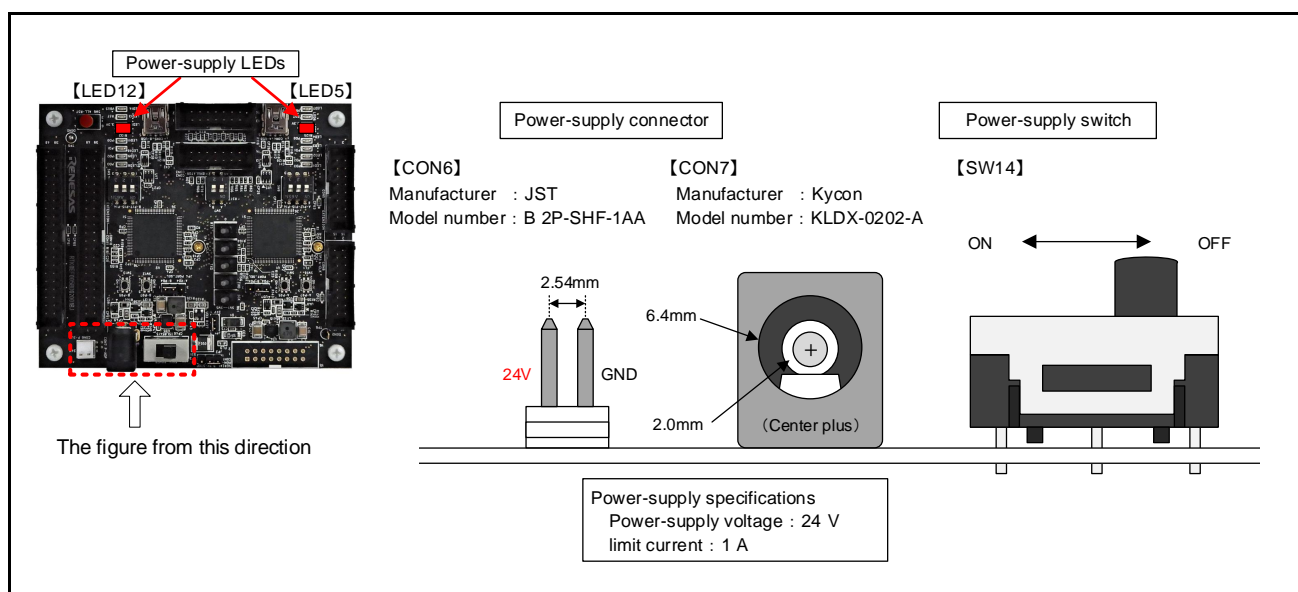 Power-supply LEDs
【LED12】
【LED5】
RENESAS
The figure from this direction
Power-supply connector
【CON6】
Manufacturer : JST
Model number : B 2P-SHF-1AA
【CON7】
Manufacturer : Kycon
Model number : KLDX-0202-A
2.54mm
24V
GND
6.4mm
2.0mm
（Center plus）
Power-supply switch
【SW14】
ON
OFF
Power-supply specifications
Power-supply voltage : 24 V
limit current : 1 A